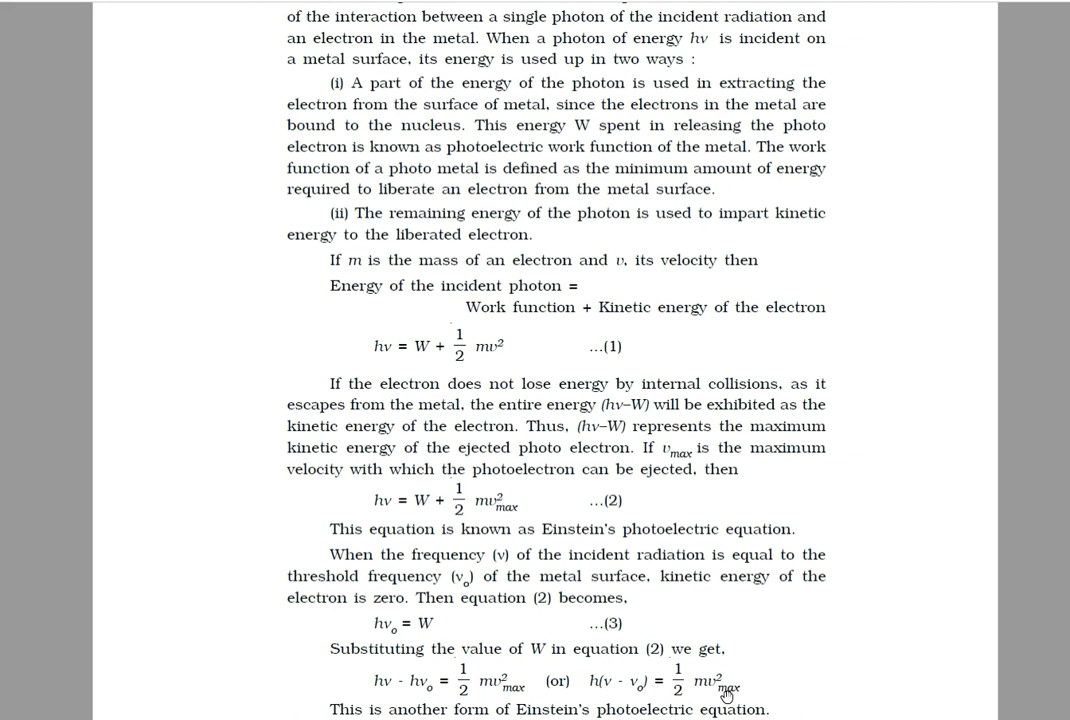 of the interaction between a single photon of the incident radiation and
an electron in the metal. When a photon of energy hν is incident on
a metal surface, its energy is used up in two ways :
(i) A part of the energy of the photon is used in extracting the
electron from the surface of metal, since the electrons in the metal are
bound to the nucleus. This energy W spent in releasing the photo
electron is known as photoelectric work function of the metal. The work
function of a photo metal is defined as the minimum amount of energy
required to liberate an electron from the metal surface.
(ii) The remaining energy of the photon is used to impart kinetic
energy to the liberated electron.
If m is the mass of an electron and υ, its velocity then
Energy of the incident photon =
Work function + Kinetic energy of the electron
hν = W + 1/2 mυ² ...(1)
If the electron does not lose energy by internal collisions, as it
escapes from the metal, the entire energy (hν–W) will be exhibited as the
kinetic energy of the electron. Thus, (hν–W) represents the maximum
kinetic energy of the ejected photo electron. If υmax is the maximum
velocity with which the photoelectron can be ejected, then
hν = W + 1/2 mυ²max ...(2)
This equation is known as Einstein's photoelectric equation.
When the frequency (ν) of the incident radiation is equal to the
threshold frequency (νo) of the metal surface, kinetic energy of the
electron is zero. Then equation (2) becomes,
hνo = W ...(3)
Substituting the value of W in equation (2) we get,
hν - hνo = 1/2 mυ²max (or) h(ν - νo) = 1/2 mυ²max
This is another form of Einstein's photoelectric equation.